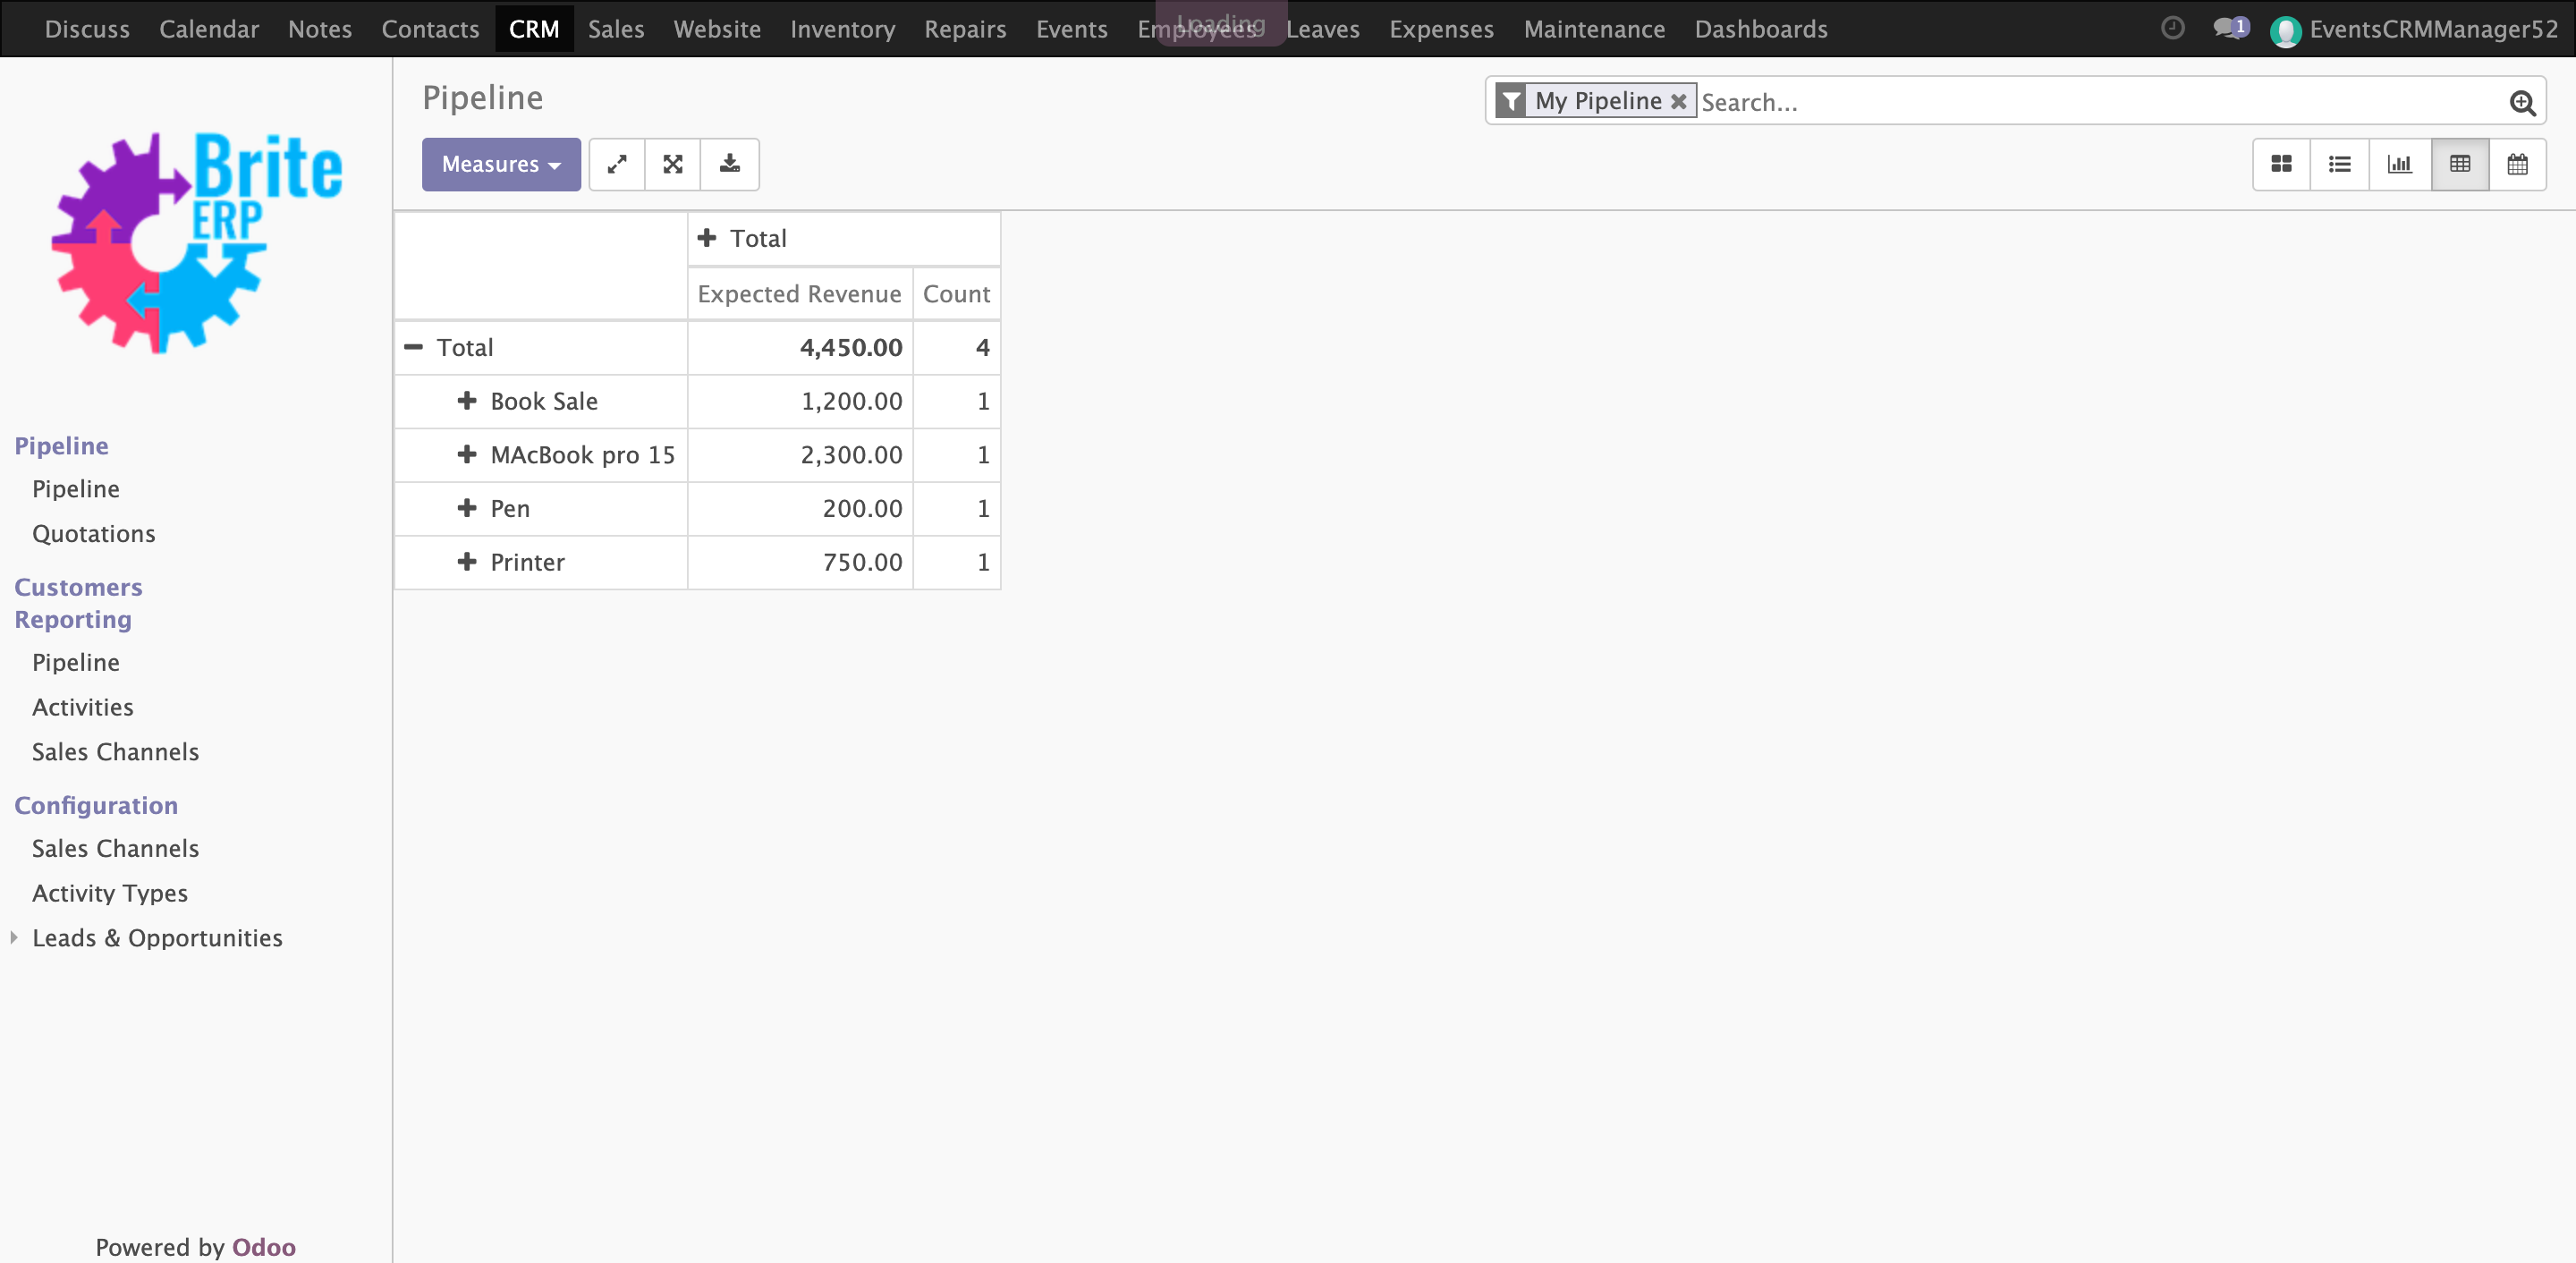 Discuss Calendar Notes Contacts CRM Sales Website Inventory Repairs Events Employees Leaves Expenses Maintenance Dashboards 1 EventsCRMManager52
Loading
Brite
ERP
Pipeline
My Pipeline Search...
Measures
Total
Expected Revenue Count
Total 4,450.00 4
Book Sale 1,200.00 1
MAcBook pro 15 2,300.00 1
Pen 200.00 1
Printer 750.00 1
Pipeline
Pipeline
Quotations
Customers
Reporting
Pipeline
Activities
Sales Channels
Configuration
Sales Channels
Activity Types
Leads & Opportunities
Powered by Odoo